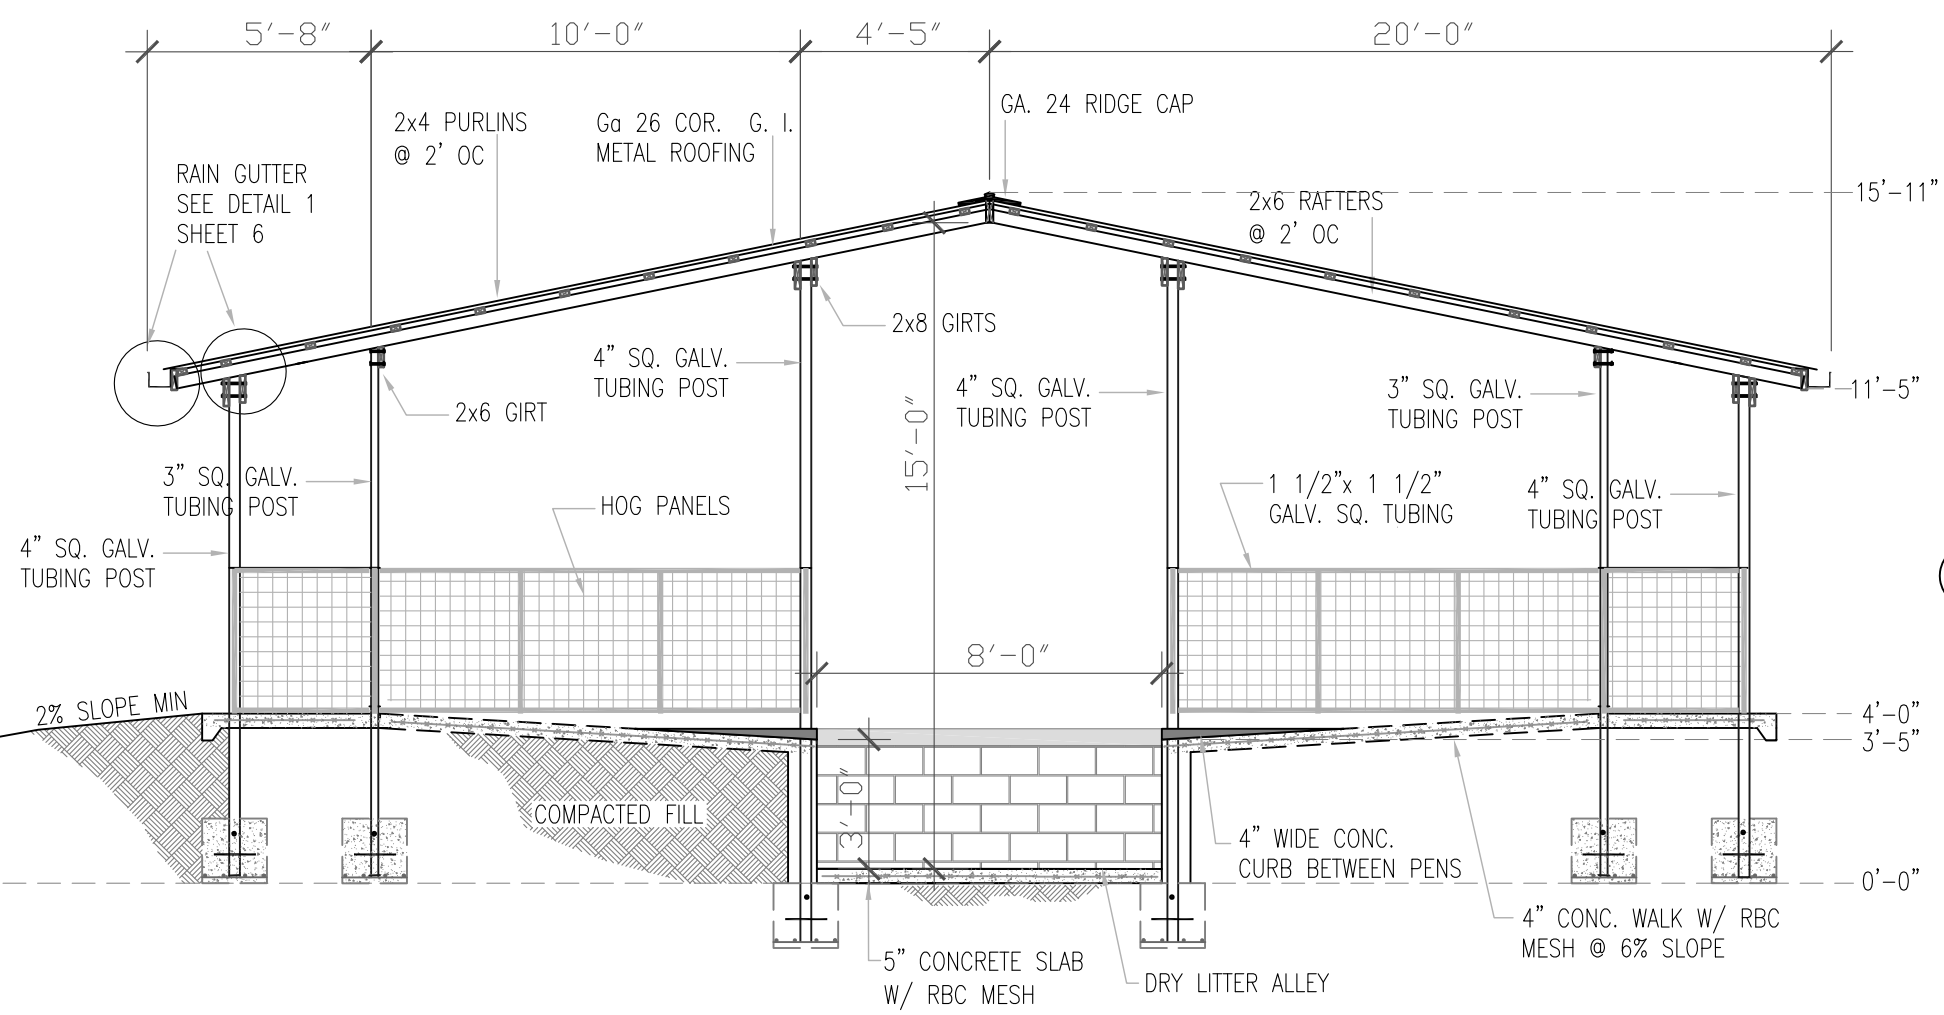 5'-8"
10'-0"
4'-5"
20'-0"
GA. 24 RIDGE CAP
2x4 PURLINS
@ 2' OC
Ga 26 COR.  G. I.
METAL ROOFING
RAIN GUTTER
SEE DETAIL 1
SHEET 6
2x6 RAFTERS
@ 2' OC
15'-11"
2x8 GIRTS
4" SQ. GALV.
TUBING POST
4" SQ. GALV.
TUBING POST
3" SQ. GALV.
TUBING POST
11'-5"
2x6 GIRT
15'-0"
3" SQ. GALV.
TUBING POST
HOG PANELS
1 1/2"x 1 1/2"
GALV. SQ. TUBING
4" SQ. GALV.
TUBING POST
4" SQ. GALV.
TUBING POST
8'-0"
2% SLOPE MIN
4'-0"
3'-5"
COMPACTED FILL
3'-0"
4" WIDE CONC.
CURB BETWEEN PENS
0'-0"
4" CONC. WALK W/ RBC
MESH @ 6% SLOPE
5" CONCRETE SLAB
W/ RBC MESH
DRY LITTER ALLEY